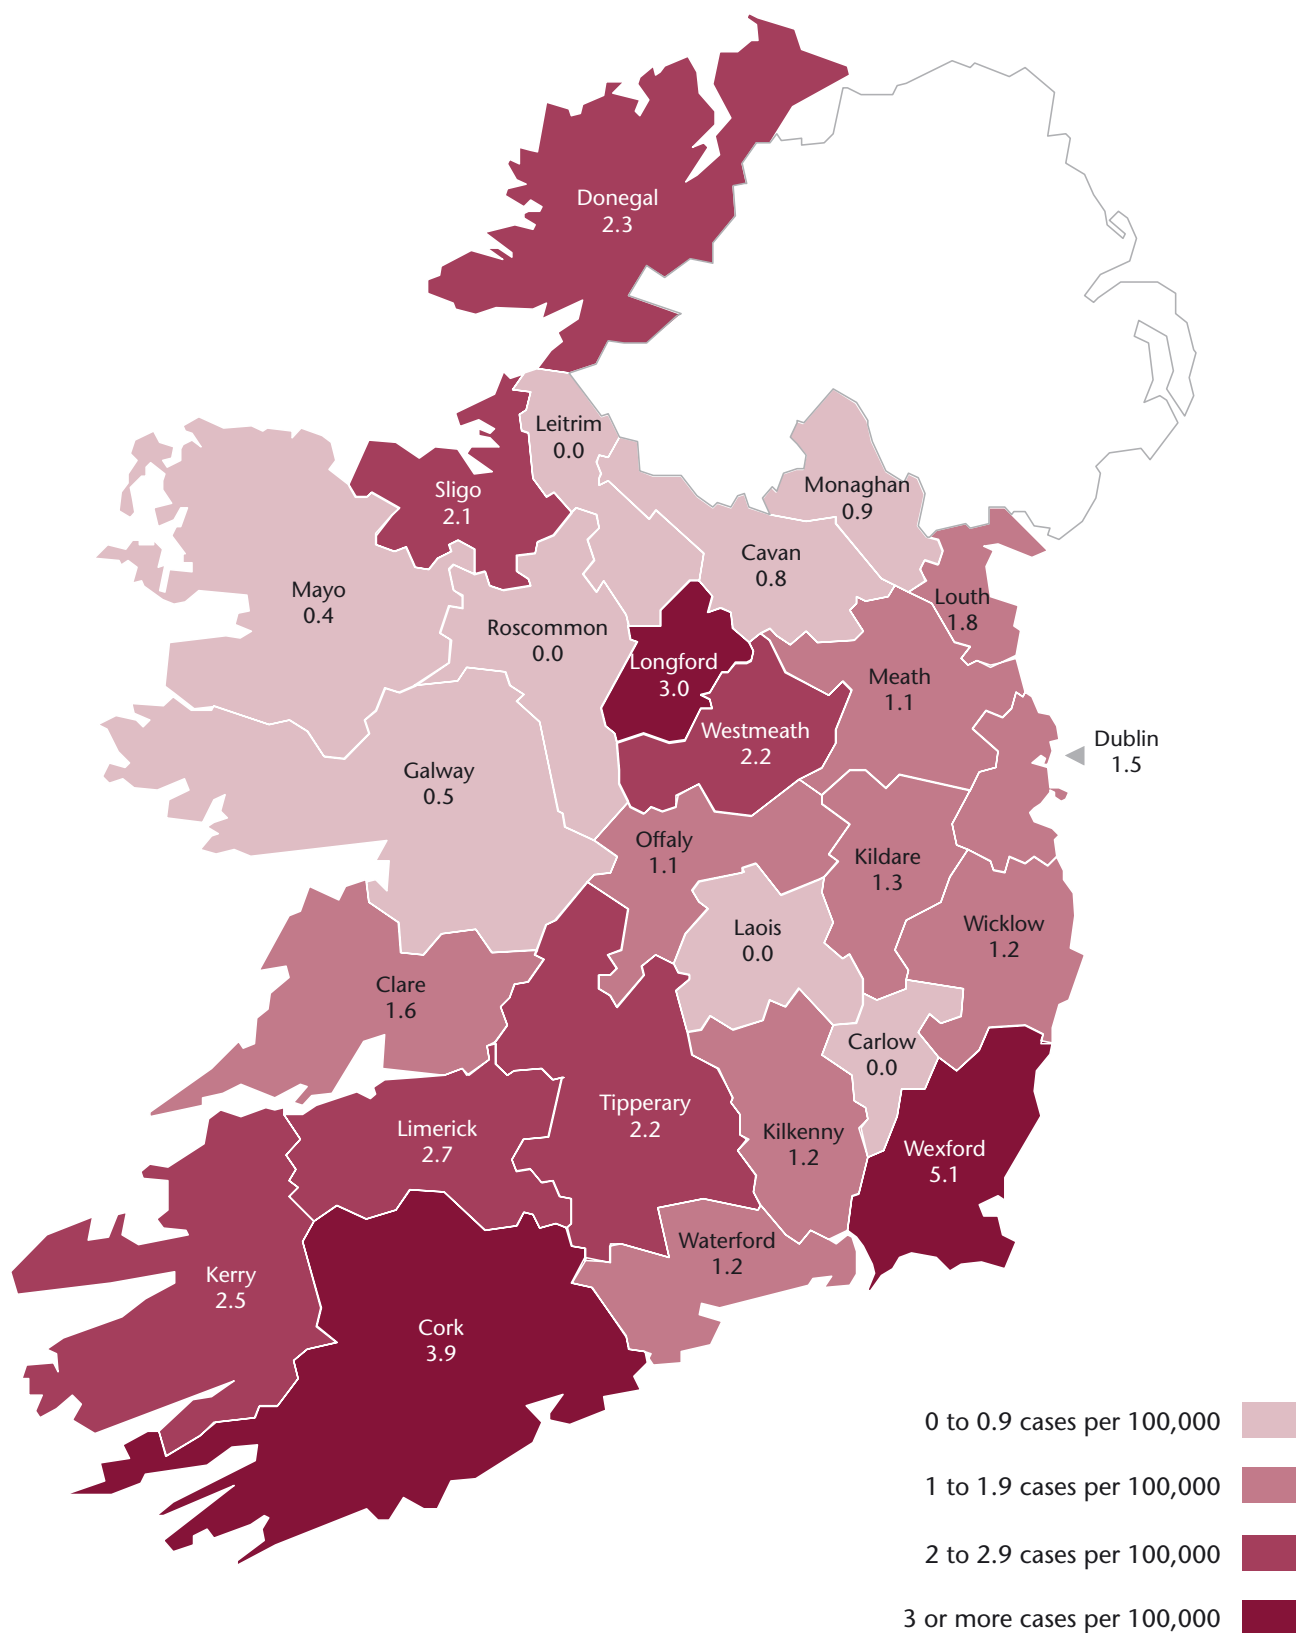 Donegal
2.3
Leitrim
0.0
Sligo
2.1
Monaghan
0.9
Cavan
0.8
Mayo
0.4
Louth
1.8
Roscommon
0.0
Longford
3.0
Meath
1.1
Westmeath
2.2
Dublin
1.5
Galway
0.5
Offaly
1.1
Kildare
1.3
Laois
0.0
Wicklow
1.2
Clare
1.6
Carlow
0.0
Tipperary
2.2
Limerick
2.7
Kilkenny
1.2
Wexford
5.1
Waterford
1.2
Kerry
2.5
Cork
3.9
0 to 0.9 cases per 100,000
1 to 1.9 cases per 100,000
2 to 2.9 cases per 100,000
3 or more cases per 100,000